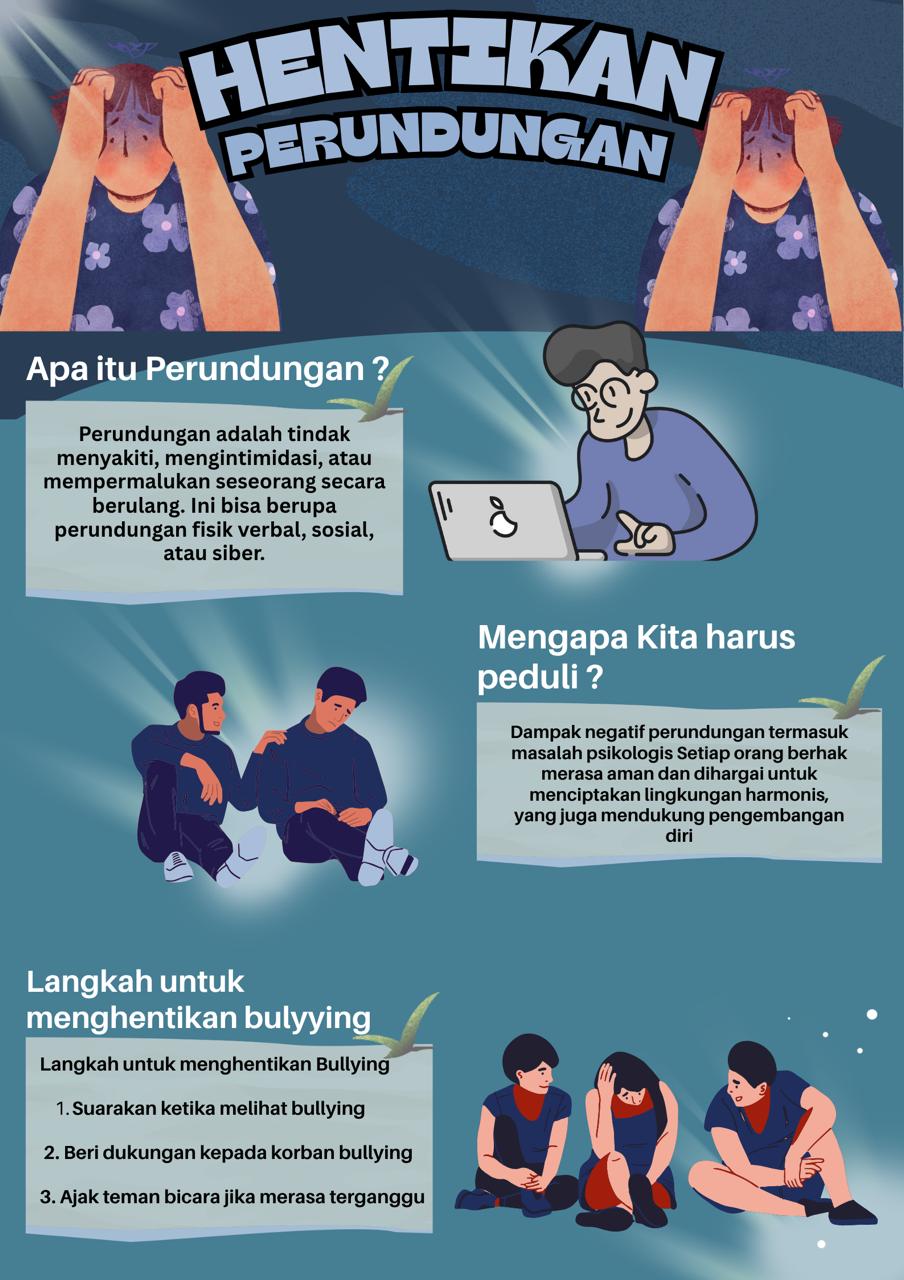 HENTIKAN
PERUNDUNGAN
Apa itu Perundungan ?
Perundungan adalah tindak
menyakiti, mengintimidasi, atau
mempermalukan seseorang secara
berulang. Ini bisa berupa
perundungan fisik verbal, sosial,
atau siber.
Mengapa Kita harus
peduli ?
Dampak negatif perundungan termasuk
masalah psikologis Setiap orang berhak
merasa aman dan dihargai untuk
menciptakan lingkungan harmonis,
yang juga mendukung pengembangan
diri
Langkah untuk
menghentikan bulyying
Langkah untuk menghentikan Bullying
1. Suarakan ketika melihat bullying
2. Beri dukungan kepada korban bullying
3. Ajak teman bicara jika merasa terganggu